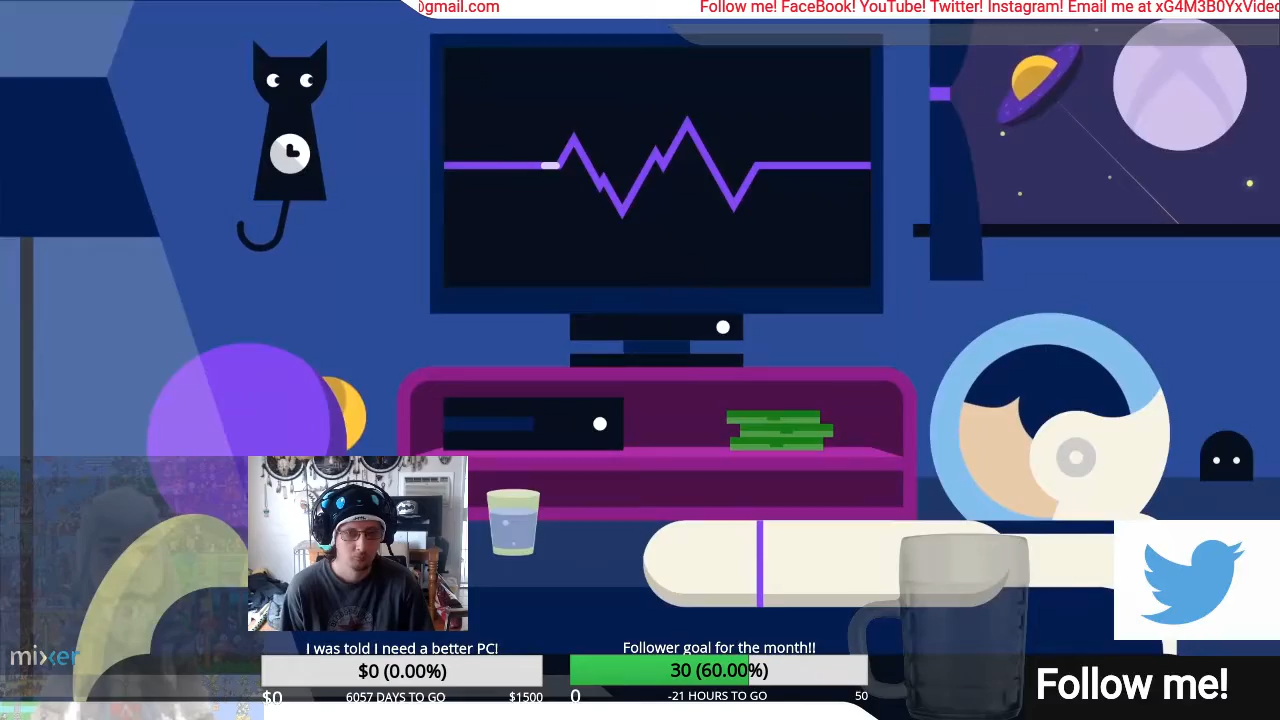 @gmail.com
Follow me! FaceBook! YouTube! Twitter! Instagram! Email me at xG4M3B0YxVideo
mixer
I was told I need a better PC!
$0 (0.00%)
$0
6057 DAYS TO GO
$1500
Follower goal for the month!!
30 (60.00%)
0
-21 HOURS TO GO
50
Follow me!